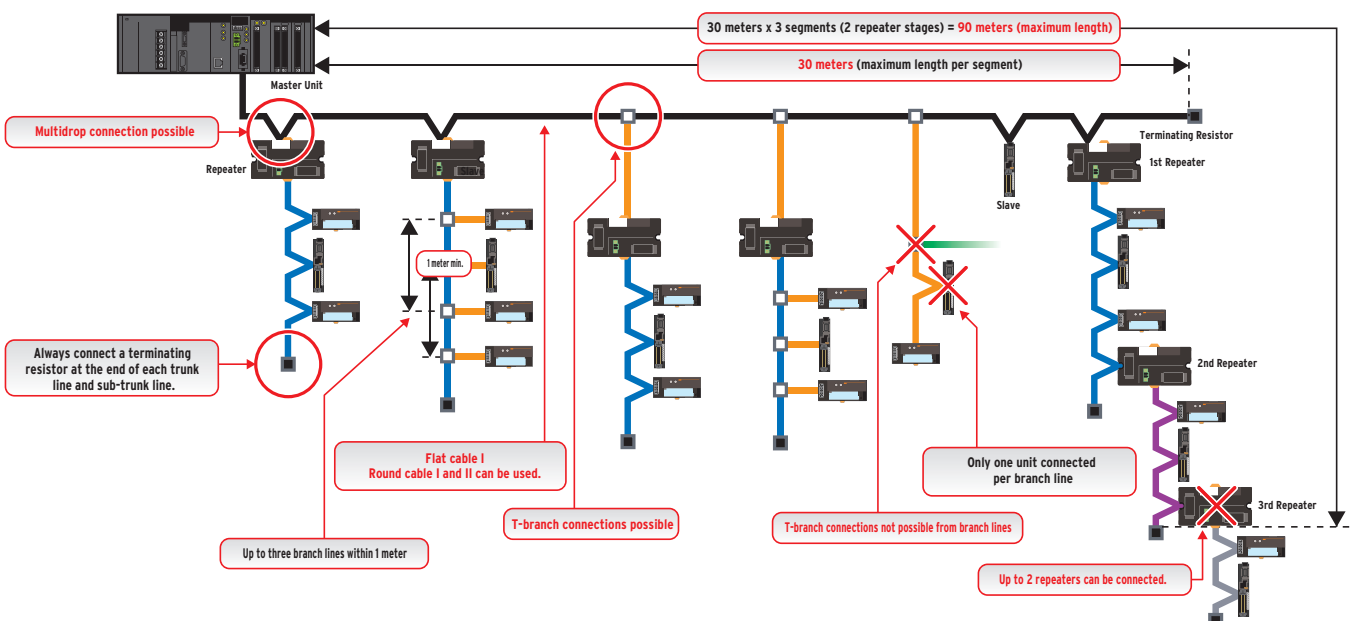 30 meters x 3 segments (2 repeater stages) = 90 meters (maximum length)
30 meters (maximum length per segment)
Master Unit
Multidrop connection possible
Terminating Resistor
Repeater
Slave
1st Repeater
Slave
1 meter min.
Always connect a terminating
resistor at the end of each trunk
line and sub-trunk line.
2nd Repeater
Flat cable I
Round cable I and II can be used.
Only one unit connected
per branch line
3rd Repeater
T-branch connections possible
T-branch connections not possible from branch lines
Up to three branch lines within 1 meter
Up to 2 repeaters can be connected.